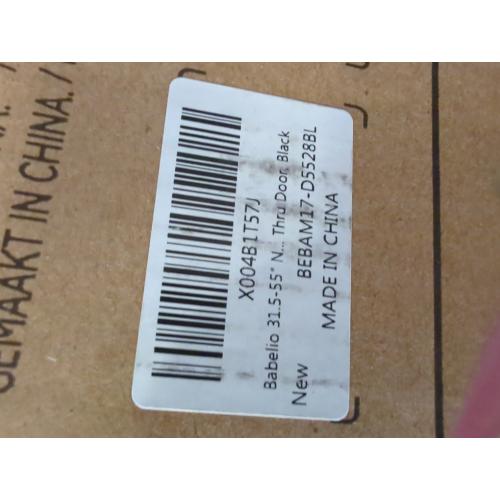 GEMAAKT IN CHINA. /
X004B1T57J
Babelio 31.5-55" N... Thru Door, Black
New
BEBAM17-D5528BL
MADE IN CHINA